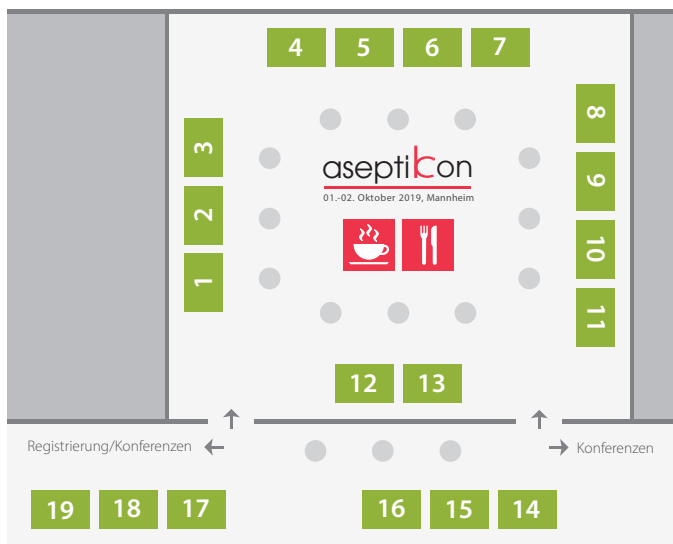 4 5 6 7
8
9
10
11
3
2
1
aseptikon
01.-02. Oktober 2019, Mannheim
12 13
Registrierung/Konferenzen
Konferenzen
19 18 17 16 15 14